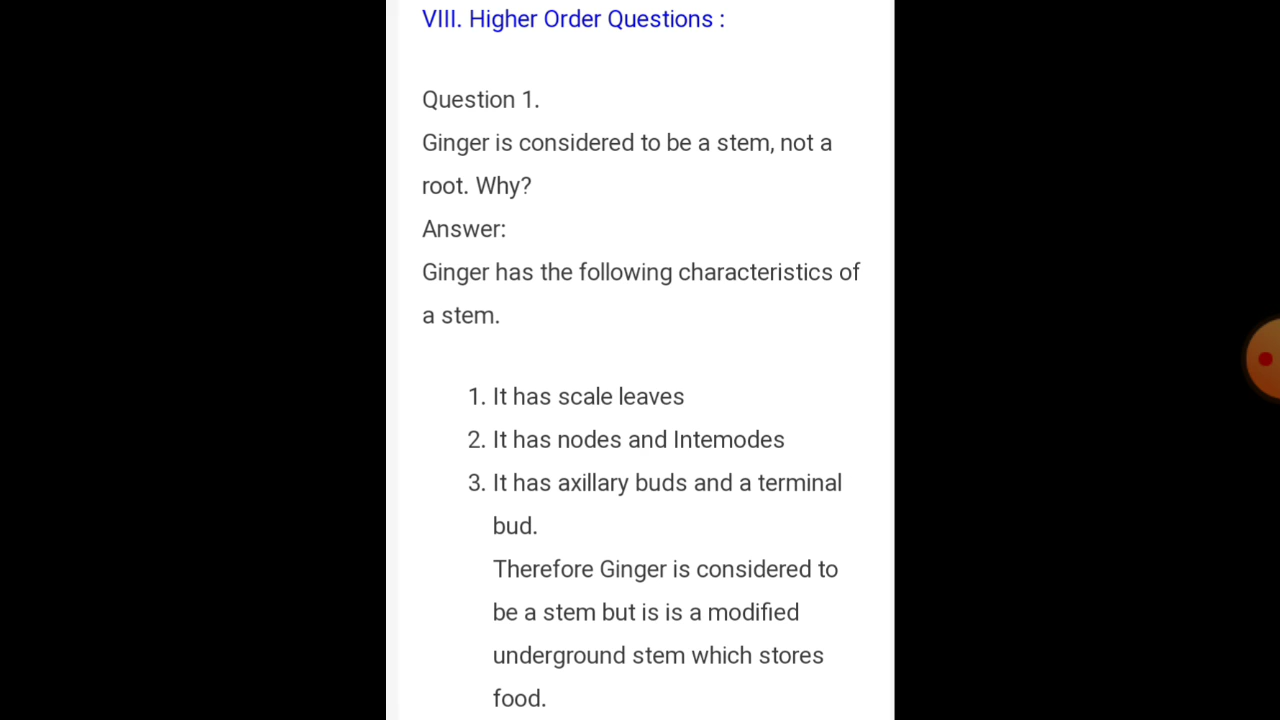 VIII. Higher Order Questions :
Question 1.
Ginger is considered to be a stem, not a
root. Why?
Answer:
Ginger has the following characteristics of
a stem.
1. It has scale leaves
2. It has nodes and Intemodes
3. It has axillary buds and a terminal
bud.
Therefore Ginger is considered to
be a stem but is is a modified
underground stem which stores
food.